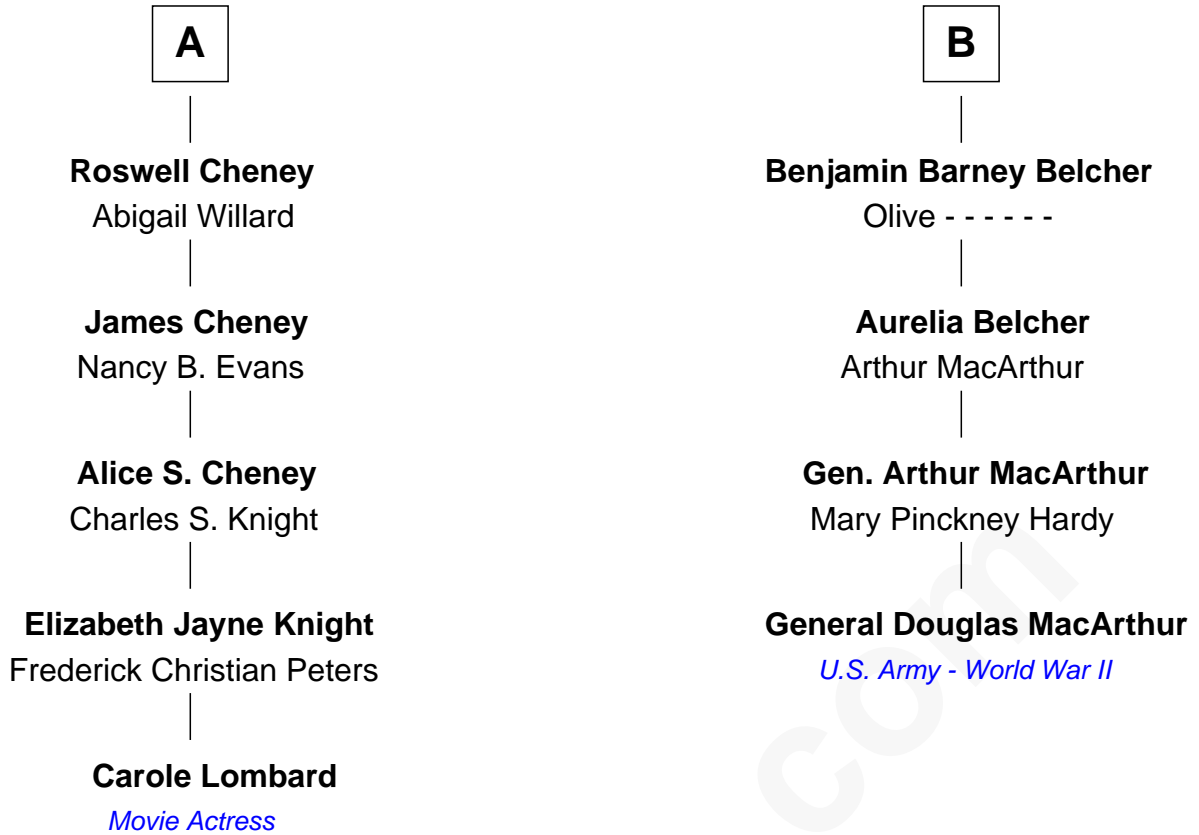 A
Roswell Cheney
Abigail Willard
James Cheney
Nancy B. Evans
Alice S. Cheney
Charles S. Knight
Elizabeth Jayne Knight
Frederick Christian Peters
Carole Lombard
Movie Actress
B
Benjamin Barney Belcher
Olive - - - - - -
Aurelia Belcher
Arthur MacArthur
Gen. Arthur MacArthur
Mary Pinckney Hardy
General Douglas MacArthur
U.S. Army - World War II
com